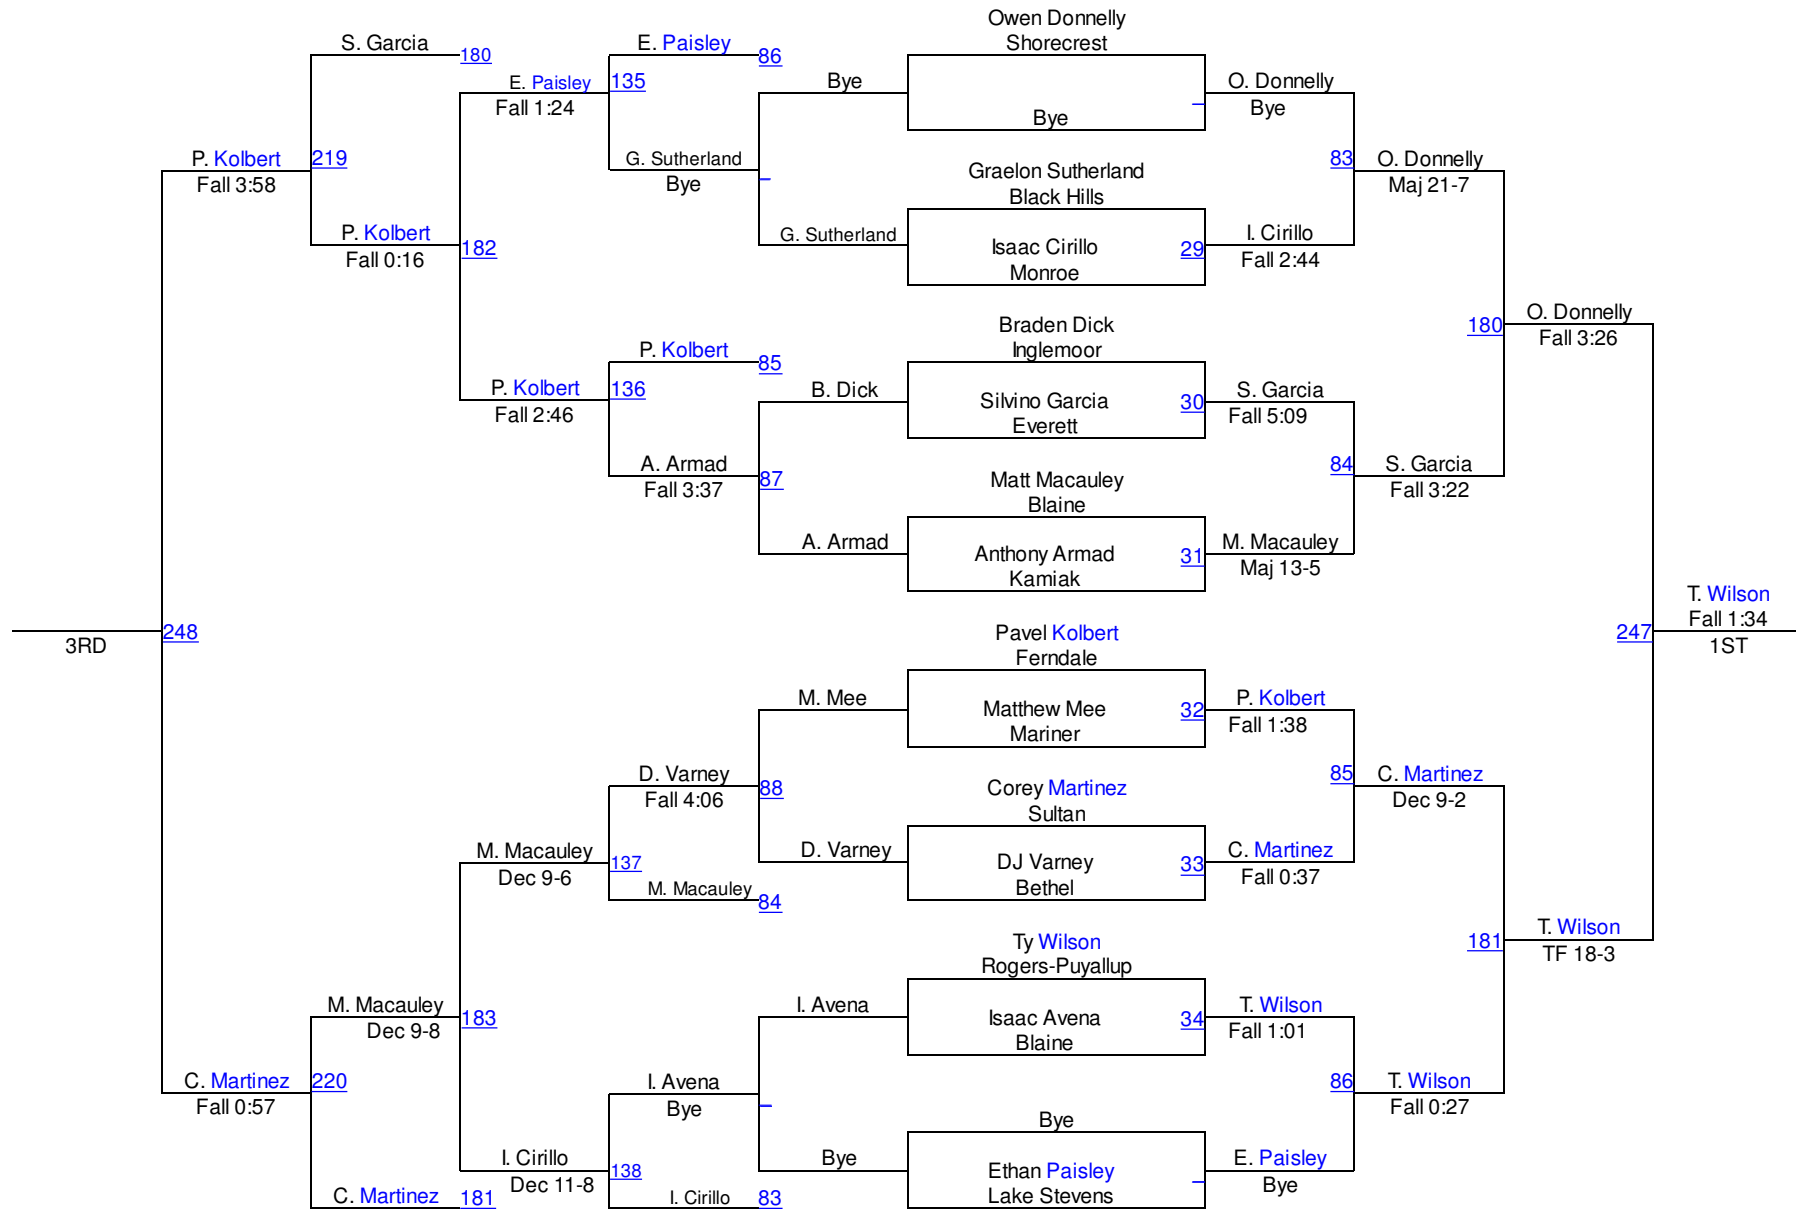 Owen Donnelly
Shorecrest
S. Garcia
180
E. Paisley
86
E. Paisley
135
Fall 1:24
Bye
O. Donnelly
Bye
Bye
P. Kolbert
219
Fall 3:58
G. Sutherland
Bye
Graelon Sutherland
Black Hills
83
O. Donnelly
Maj 21-7
P. Kolbert
182
Fall 0:16
G. Sutherland
Isaac Cirillo
Monroe
29
I. Cirillo
Fall 2:44
Braden Dick
Inglemoor
180
O. Donnelly
Fall 3:26
P. Kolbert
85
P. Kolbert
136
Fall 2:46
B. Dick
Silvino Garcia
Everett
30
S. Garcia
Fall 5:09
A. Armad
87
Fall 3:37
Matt Macauley
Blaine
84
S. Garcia
Fall 3:22
A. Armad
Anthony Armad
Kamiak
31
M. Macauley
Maj 13-5
248
3RD
Pavel Kolbert
Ferndale
247
T. Wilson
Fall 1:34
1ST
M. Mee
Matthew Mee
Mariner
32
P. Kolbert
Fall 1:38
D. Varney
88
Fall 4:06
Corey Martinez
Sultan
85
C. Martinez
Dec 9-2
M. Macauley
137
Dec 9-6
D. Varney
DJ Varney
Bethel
33
C. Martinez
Fall 0:37
M. Macauley
84
Ty Wilson
Rogers-Puyallup
181
T. Wilson
TF 18-3
M. Macauley
183
Dec 9-8
I. Avena
Isaac Avena
Blaine
34
T. Wilson
Fall 1:01
C. Martinez
220
Fall 0:57
I. Avena
Bye
86
T. Wilson
Fall 0:27
Bye
I. Cirillo
138
Dec 11-8
Bye
Ethan Paisley
Lake Stevens
E. Paisley
Bye
C. Martinez
181
I. Cirillo
83